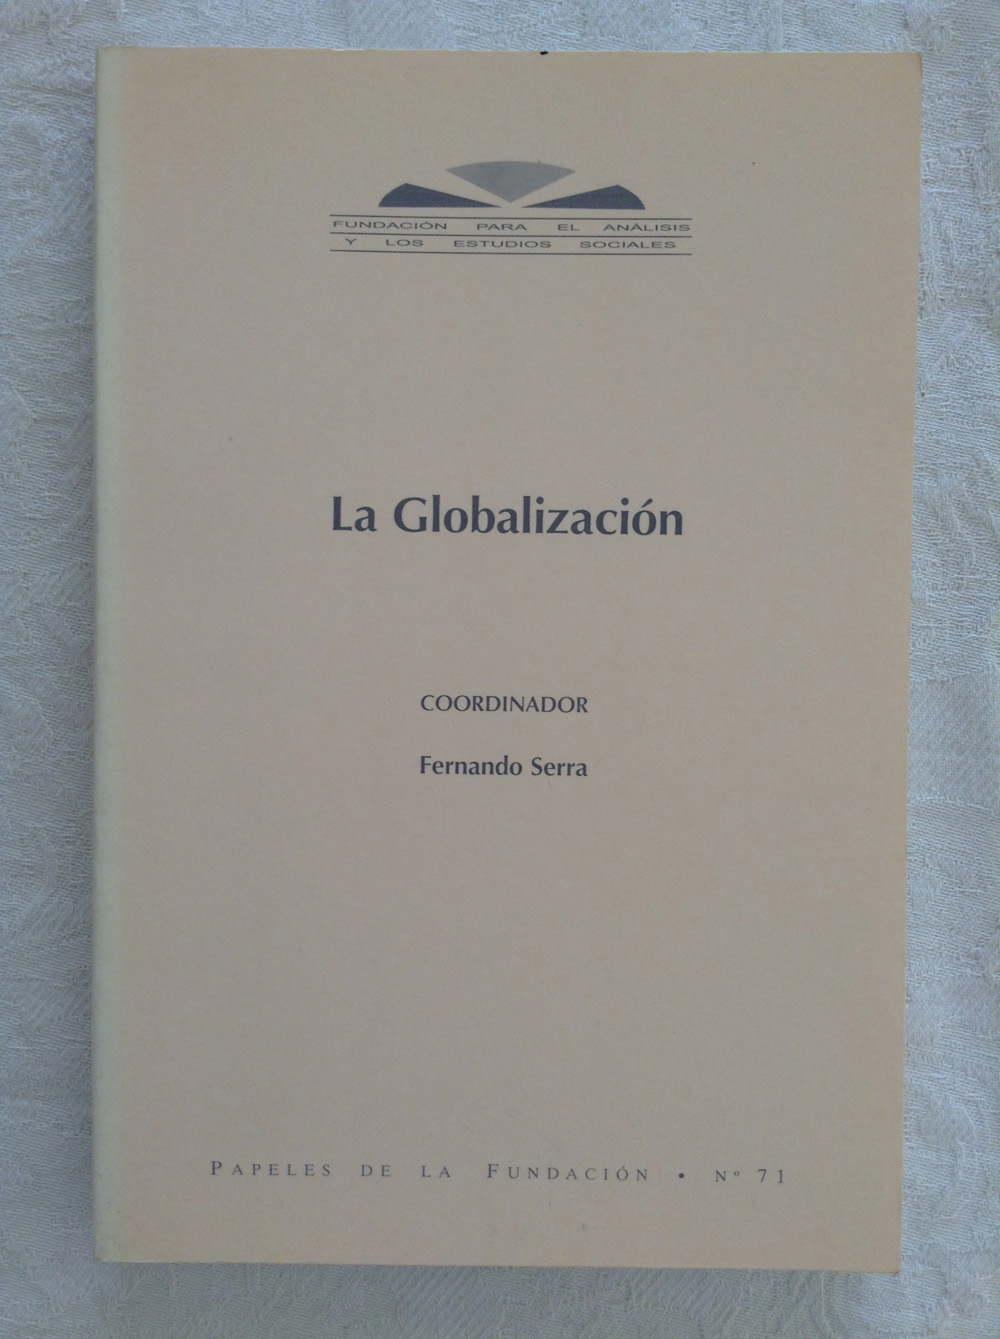 FUNDACIÓN PARA EL ANÁLISIS
Y LOS ESTUDIOS SOCIALES
La Globalización
COORDINADOR
Fernando Serra
PAPELES DE LA FUNDACIÓN • Nº 71